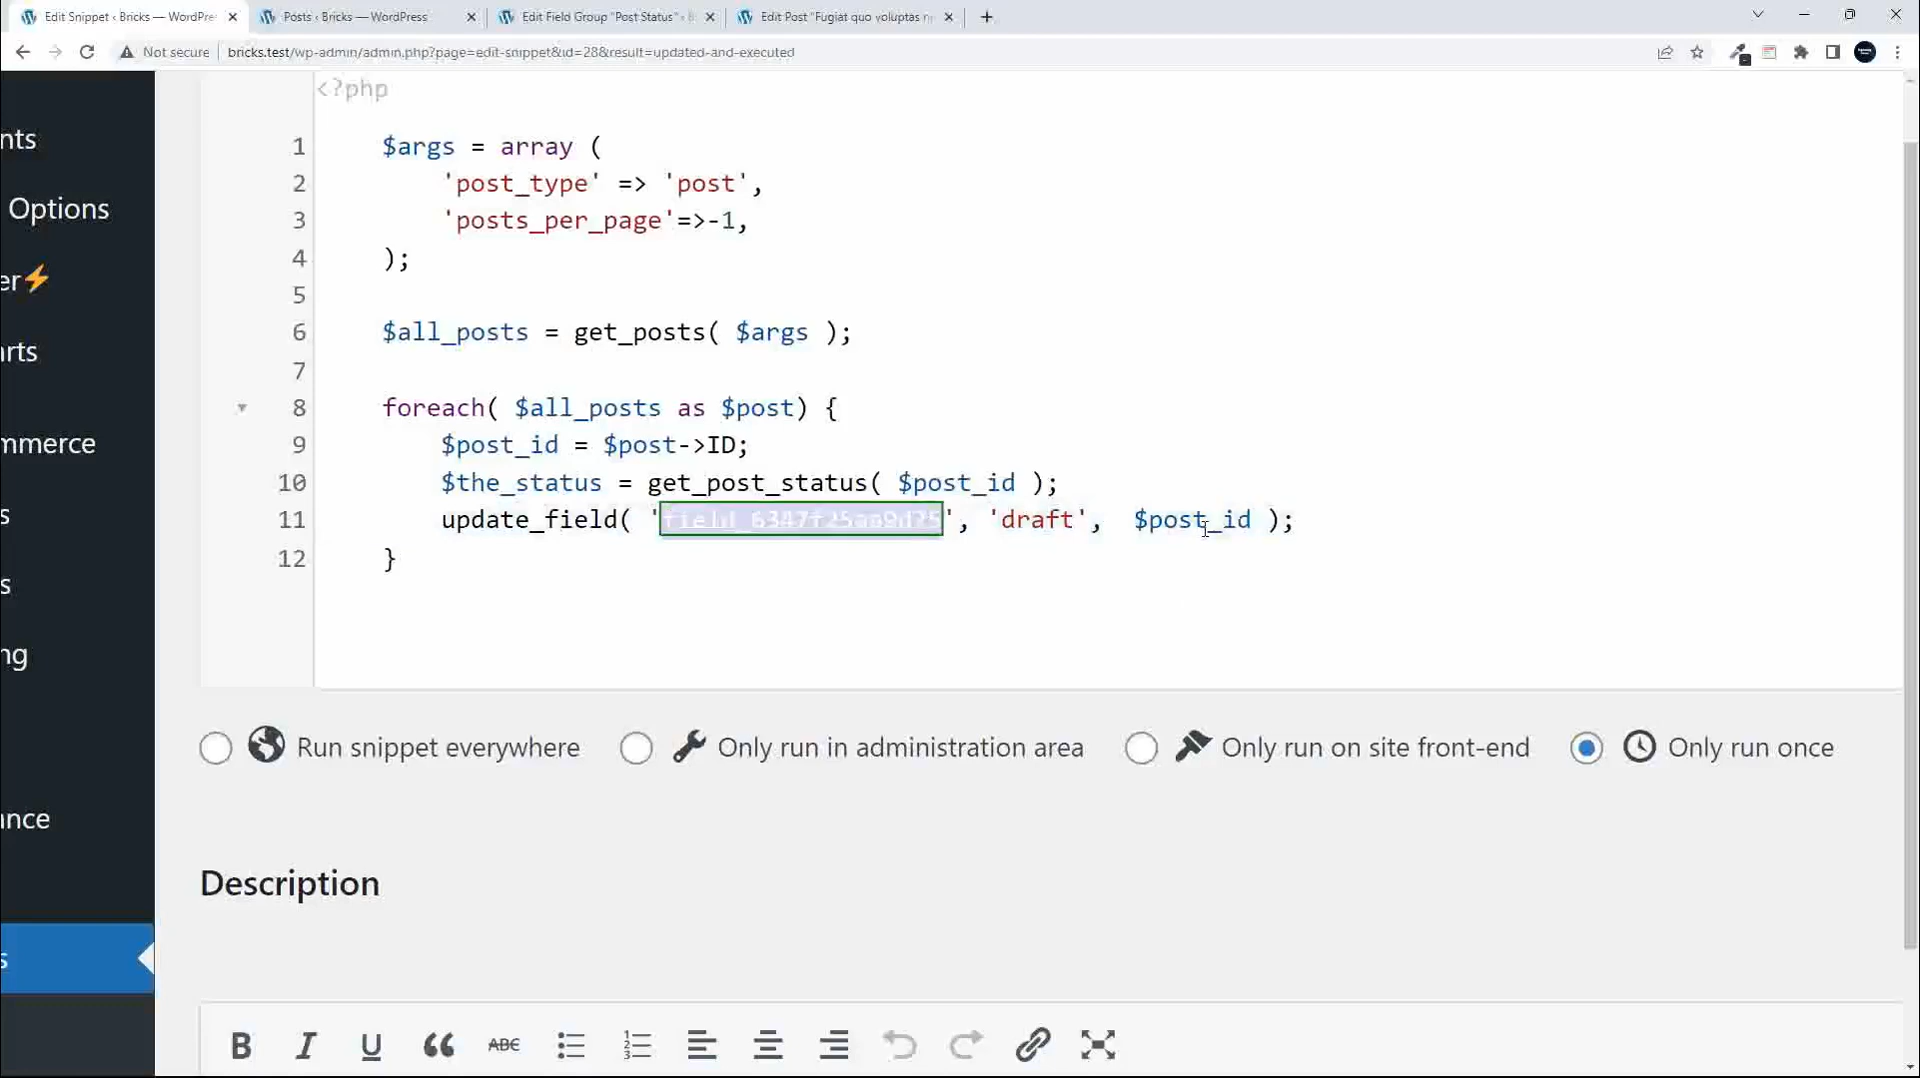 Edit Snippet ‹ Bricks — WordPre
Posts ‹ Bricks — WordPress
Edit Field Group "Post Status" ‹
Edit Post "Fugiat quo voluptas n
Not secure
bricks.test/wp-admin/admin.php?page=edit-snippet&id=28&result=updated-and-executed
<?php
1 $args = array (
2 'post_type' => 'post',
3 'posts_per_page'=>-1,
4 );
5
6 $all_posts = get_posts( $args );
7
8 foreach( $all_posts as $post) {
9 $post_id = $post->ID;
10 $the_status = get_post_status( $post_id );
11 update_field( 'field_6347f25aa9d75', 'draft', $post_id );
12 }
nts
Options
er⚡
rts
mmerce
s
s
ng
ance
s
Run snippet everywhere
Only run in administration area
Only run on site front-end
Only run once
Description
B I U ABC